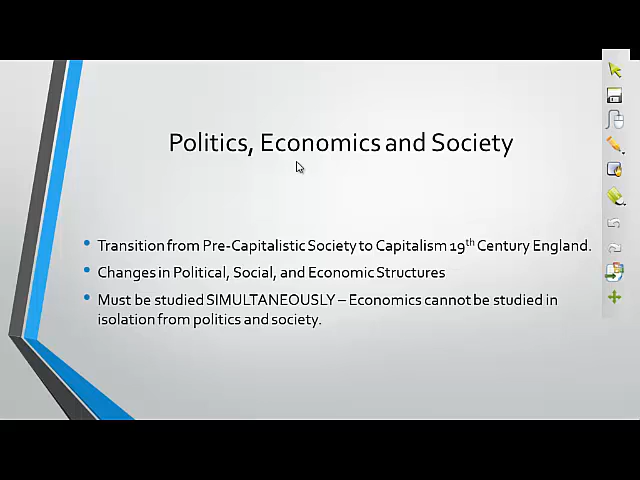 Politics, Economics and Society
• Transition from Pre-Capitalistic Society to Capitalism 19th Century England.
• Changes in Political, Social, and Economic Structures
• Must be studied SIMULTANEOUSLY – Economics cannot be studied in
isolation from politics and society.